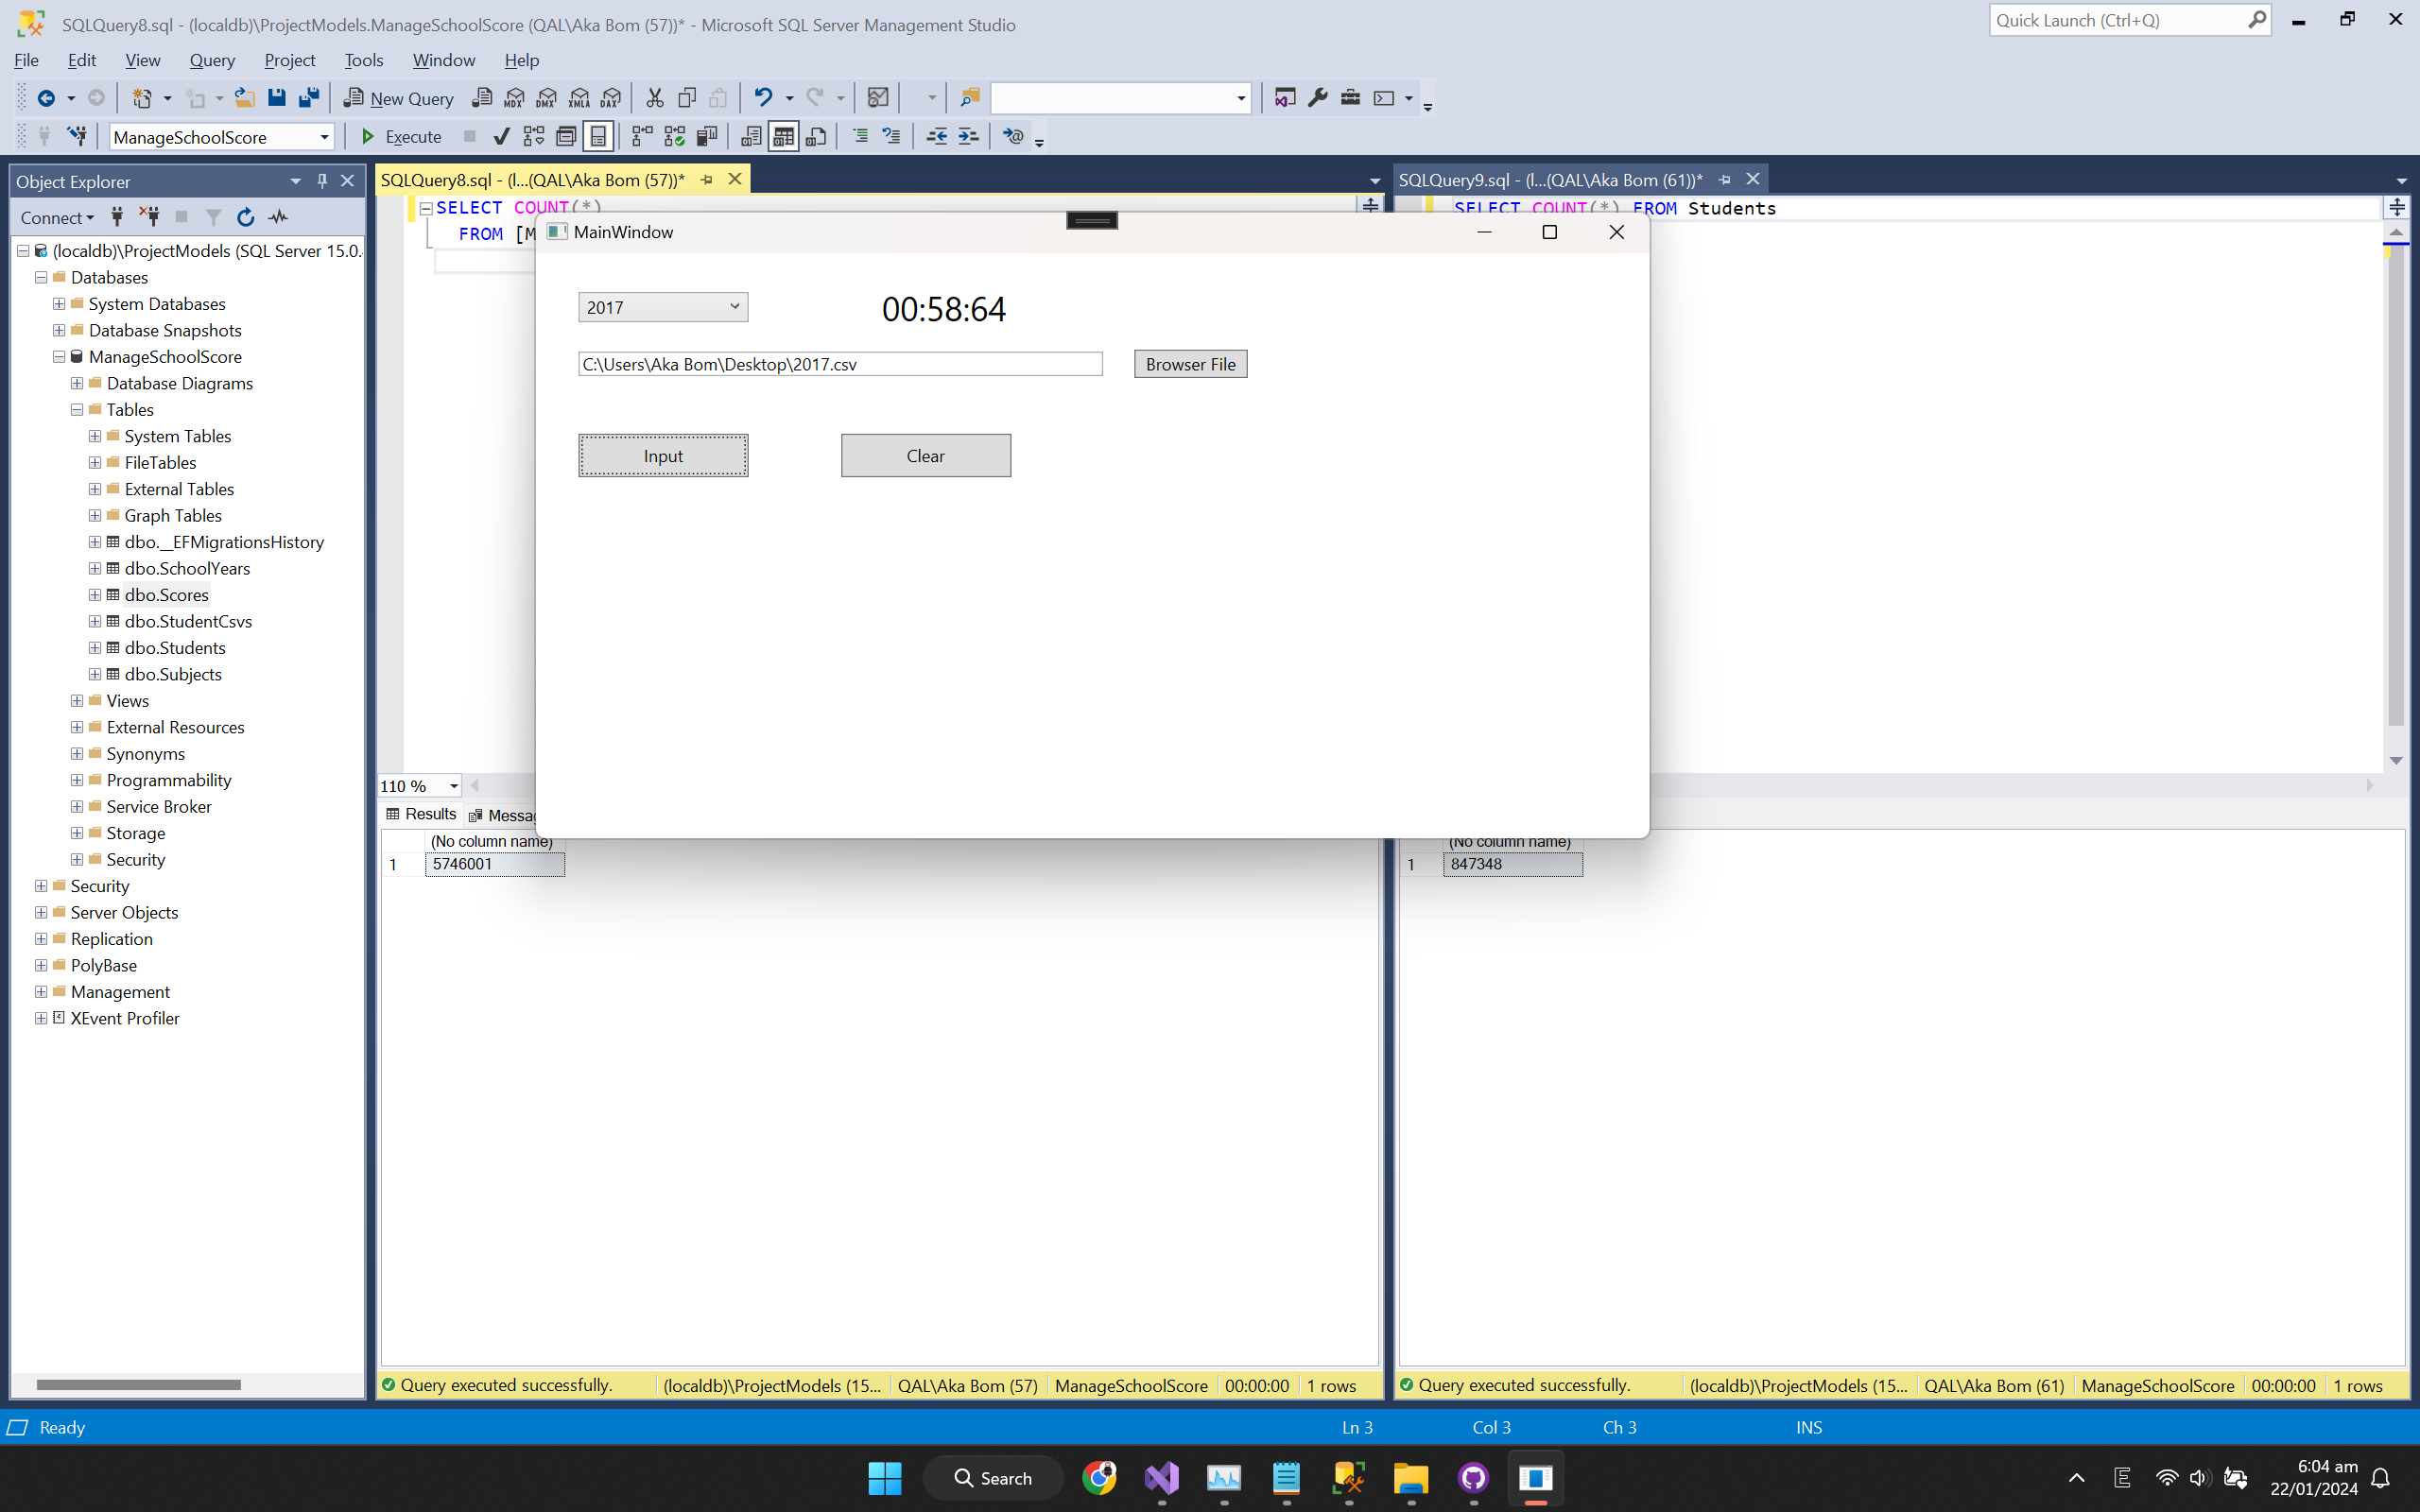 SQLQuery8.sql - (localdb)\ProjectModels.ManageSchoolScore (QAL\Aka Bom (57))* - Microsoft SQL Server Management Studio
Quick Launch (Ctrl+Q)
File Edit View Query Project Tools Window Help
New Query MDX DMX XMLA DAX
ManageSchoolScore Execute
Object Explorer
Connect
(localdb)\ProjectModels (SQL Server 15.0.
Databases
System Databases
Database Snapshots
ManageSchoolScore
Database Diagrams
Tables
System Tables
FileTables
External Tables
Graph Tables
dbo.__EFMigrationsHistory
dbo.SchoolYears
dbo.Scores
dbo.StudentCsvs
dbo.Students
dbo.Subjects
Views
External Resources
Synonyms
Programmability
Service Broker
Storage
Security
Security
Server Objects
Replication
PolyBase
Management
XEvent Profiler
SQLQuery8.sql - (l...(QAL\Aka Bom (57))*
SELECT COUNT(*)
FROM [M
MainWindow
2017
00:58:64
C:\Users\Aka Bom\Desktop\2017.csv
Browser File
Input
Clear
110 %
Results Messag
(No column name)
1 5746001
Query executed successfully. (localdb)\ProjectModels (15... QAL\Aka Bom (57) ManageSchoolScore 00:00:00 1 rows
SQLQuery9.sql - (l...(QAL\Aka Bom (61))*
SELECT COUNT(*) FROM Students
(No column name)
1 847348
Query executed successfully. (localdb)\ProjectModels (15... QAL\Aka Bom (61) ManageSchoolScore 00:00:00 1 rows
Ready Ln 3 Col 3 Ch 3 INS
Search
E
6:04 am
22/01/2024